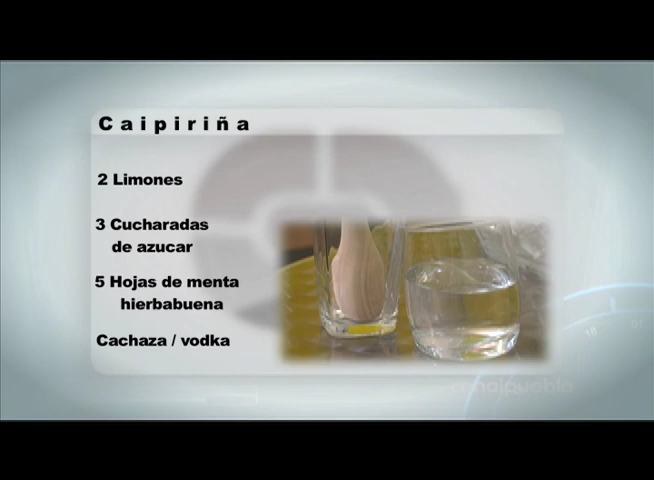 Caipiriña
2 Limones
3 Cucharadas
de azucar
5 Hojas de menta
hierbabuena
Cachaza / vodka